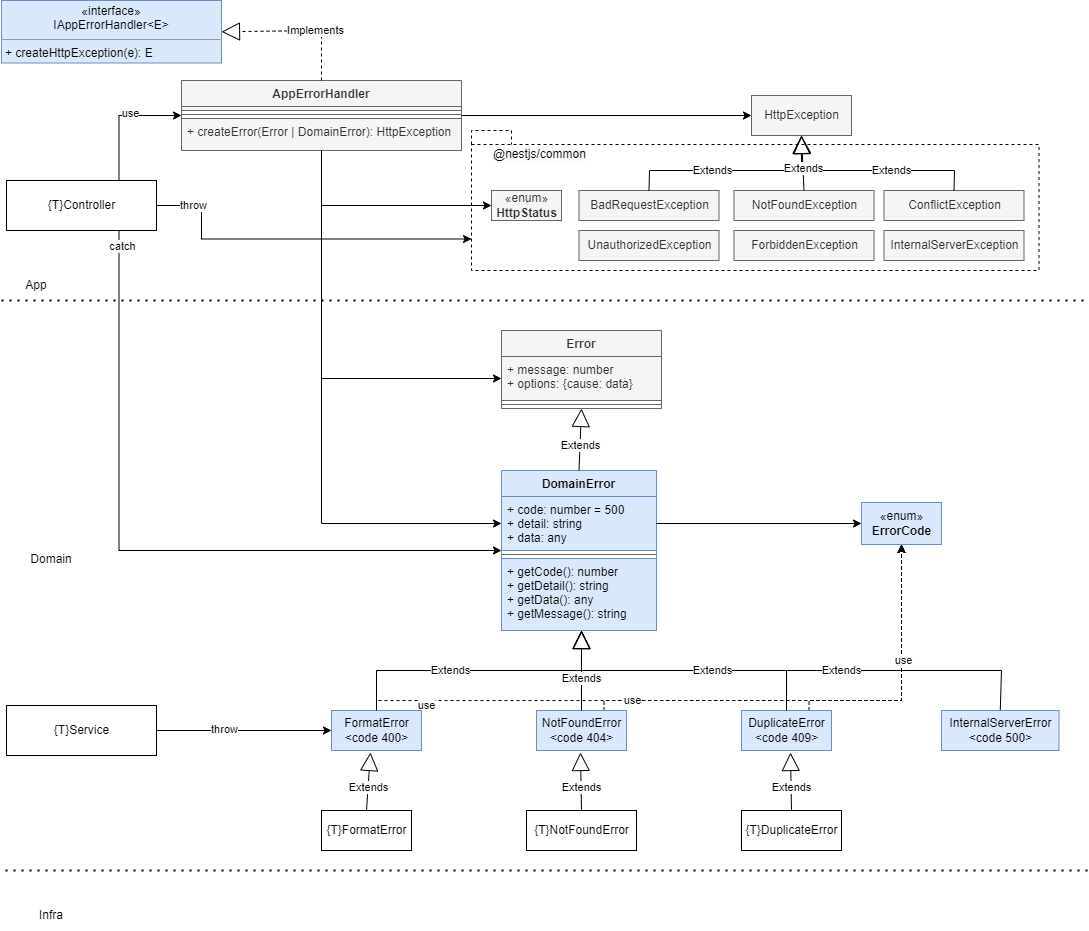 «interface»
IAppErrorHandler<E>
+ createHttpException(e): E
Implements
AppErrorHandler
+ createError(Error | DomainError): HttpException
use
HttpException
@nestjs/common
Extends
Extends
Extends
{T}Controller
throw
«enum»
HttpStatus
BadRequestException
NotFoundException
ConflictException
UnauthorizedException
ForbiddenException
InternalServerException
catch
App
Error
+ message: number
+ options: {cause: data}
Extends
DomainError
+ code: number = 500
+ detail: string
+ data: any
+ getCode(): number
+ getDetail(): string
+ getData(): any
+ getMessage(): string
«enum»
ErrorCode
Domain
Extends
Extends
Extends
Extends
use
use
use
{T}Service
throw
FormatError
<code 400>
NotFoundError
<code 404>
DuplicateError
<code 409>
InternalServerError
<code 500>
Extends
Extends
Extends
{T}FormatError
{T}NotFoundError
{T}DuplicateError
Infra